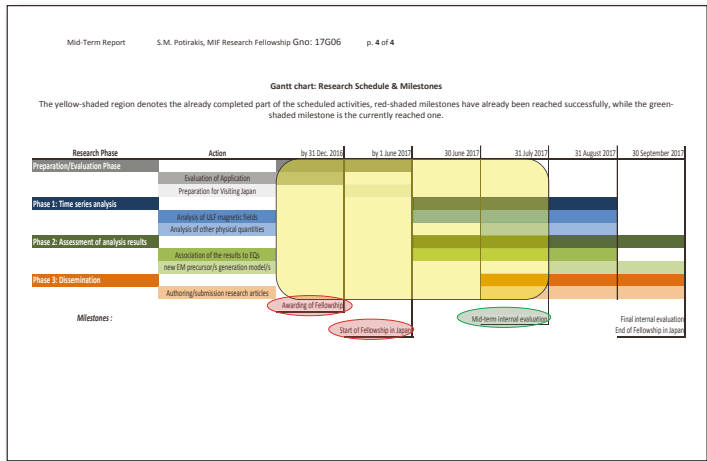 Mid-Term Report S.M. Potirakis, MIF Research Fellowship Gno: 17G06 p. 4 of 4
Gantt chart: Research Schedule & Milestones
The yellow-shaded region denotes the already completed part of the scheduled activities, red-shaded milestones have already been reached successfully, while the green-
shaded milestone is the currently reached one.
Research Phase Action by 31 Dec. 2016 by 1 June 2017 30 June 2017 31 July 2017 31 August 2017 30 September 2017
Preparation/Evaluation Phase
Evaluation of Application
Preparation for Visiting Japan
Phase 1: Time series analysis
Analysis of ULF magnetic fields
Analysis of other physical quantities
Phase 2: Assessment of analysis results
Association of the results to EQs
new EM precursor/s generation model/s
Phase 3: Dissemination
Authoring/submission research articles
Awarding of Fellowship
Milestones : Mid-term internal evaluation Final internal evaluation
Start of Fellowship in Japan End of Fellowship in Japan